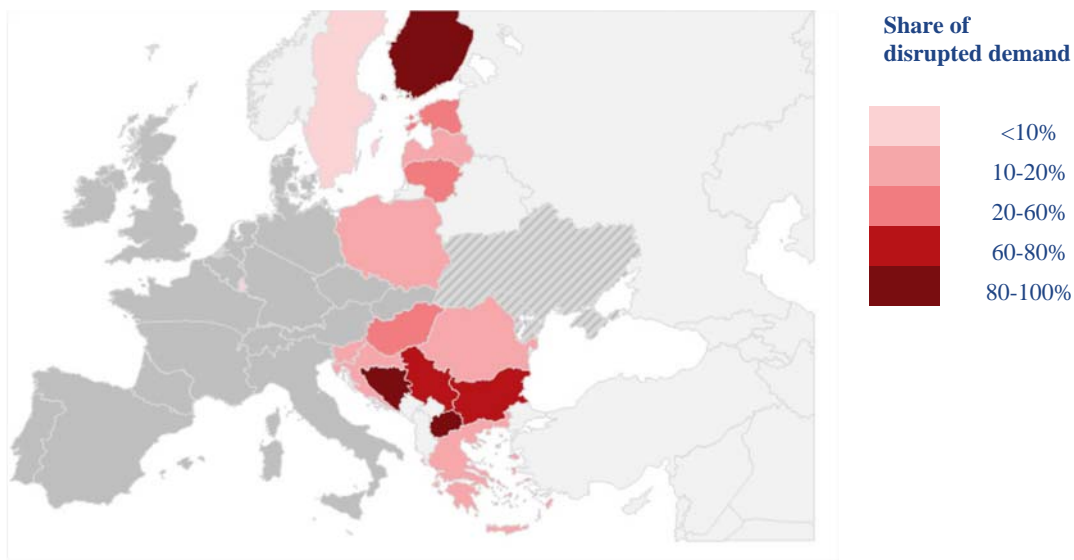 Share of
disrupted demand
<10%
10-20%
20-60%
60-80%
80-100%